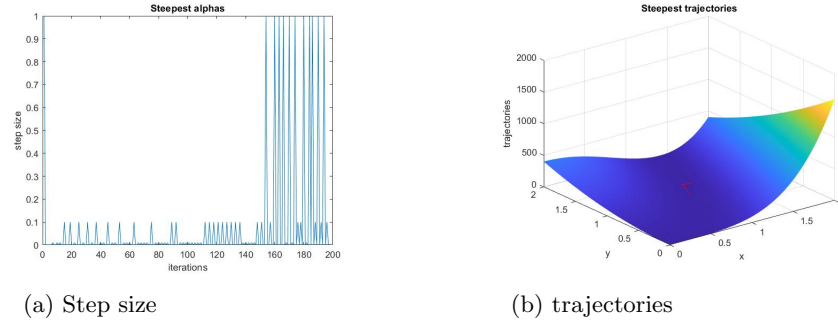 Steepest alphas
1
0.9
0.8
0.7
0.6
0.5
0.4
0.3
0.2
0.1
0
step size
0 20 40 60 80 100 120 140 160 180 200
iterations
(a) Step size
Steepest trajectories
2000
1500
1000
500
0
trajectories
2
1.5
1
0.5
0
y
0
0.5
1
1.5
x
(b) trajectories